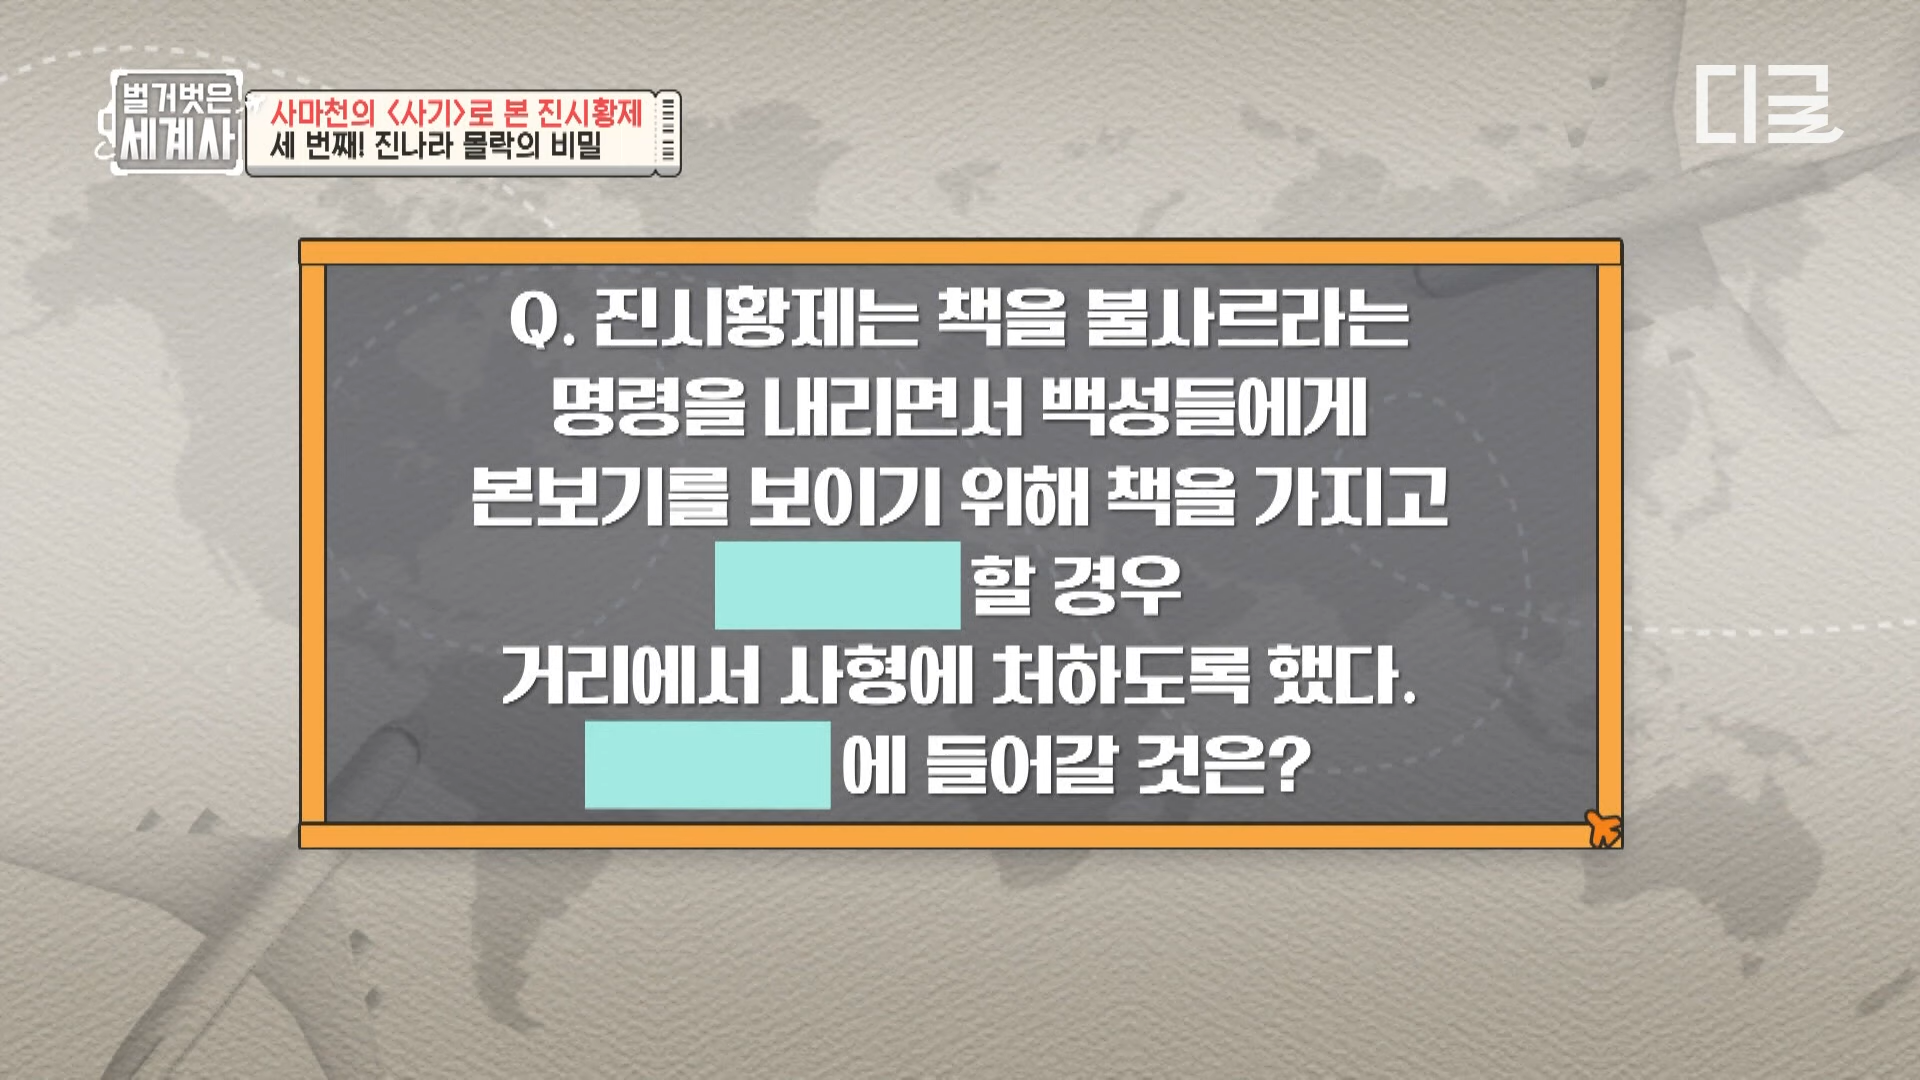 벌거벗은
세계사
사마천의 <사기>로 본 진시황제
세 번째! 진나라 몰락의 비밀
디글
Q. 진시황제는 책을 불사르라는
명령을 내리면서 백성들에게
본보기를 보이기 위해 책을 가지고
할 경우
거리에서 사형에 처하도록 했다.
에 들어갈 것은?